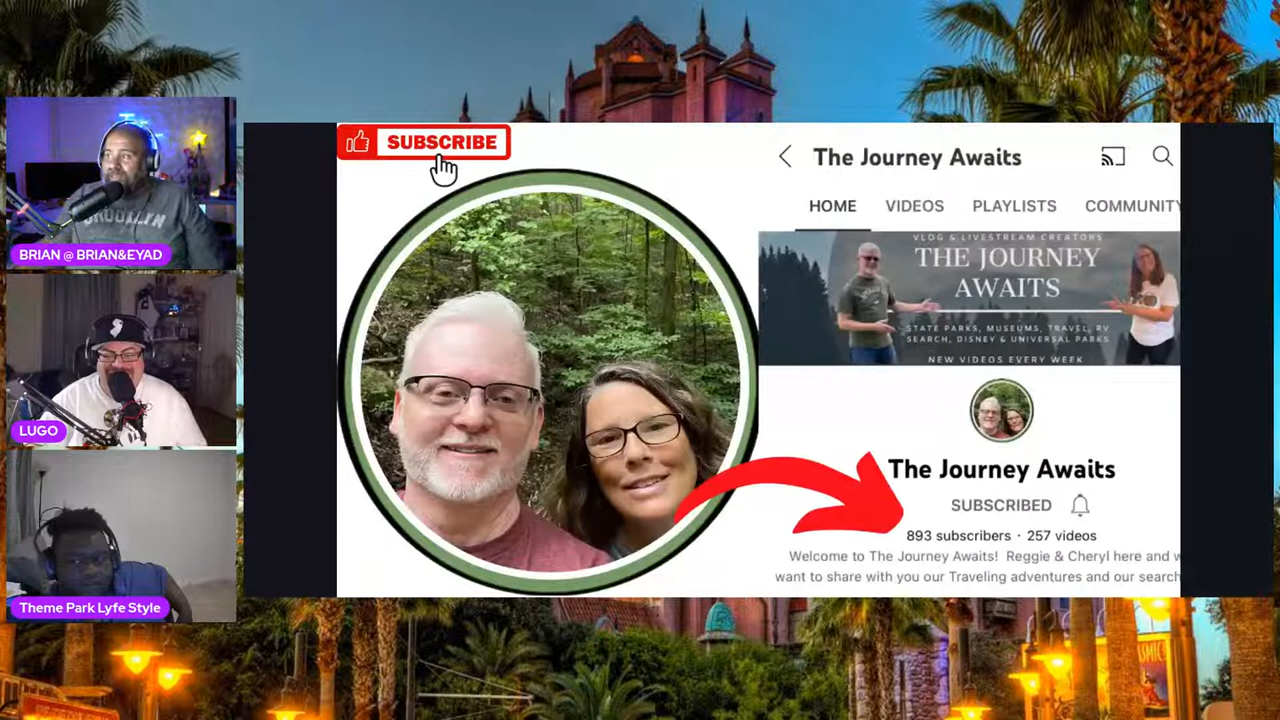 BROOKLYN
BRIAN @ BRIAN&EYAD
LUGO
Theme Park Lyfe Style
SUBSCRIBE
The Journey Awaits
HOME VIDEOS PLAYLISTS COMMUNITY
VLOG & LIVESTREAM CREATORS
THE JOURNEY
AWAITS
STATE PARKS, MUSEUMS, TRAVEL, RV
SEARCH, DISNEY & UNIVERSAL PARKS
NEW VIDEOS EVERY WEEK
The Journey Awaits
SUBSCRIBED
893 subscribers · 257 videos
Welcome to The Journey Awaits! Reggie & Cheryl here and w
want to share with you our Traveling adventures and our search